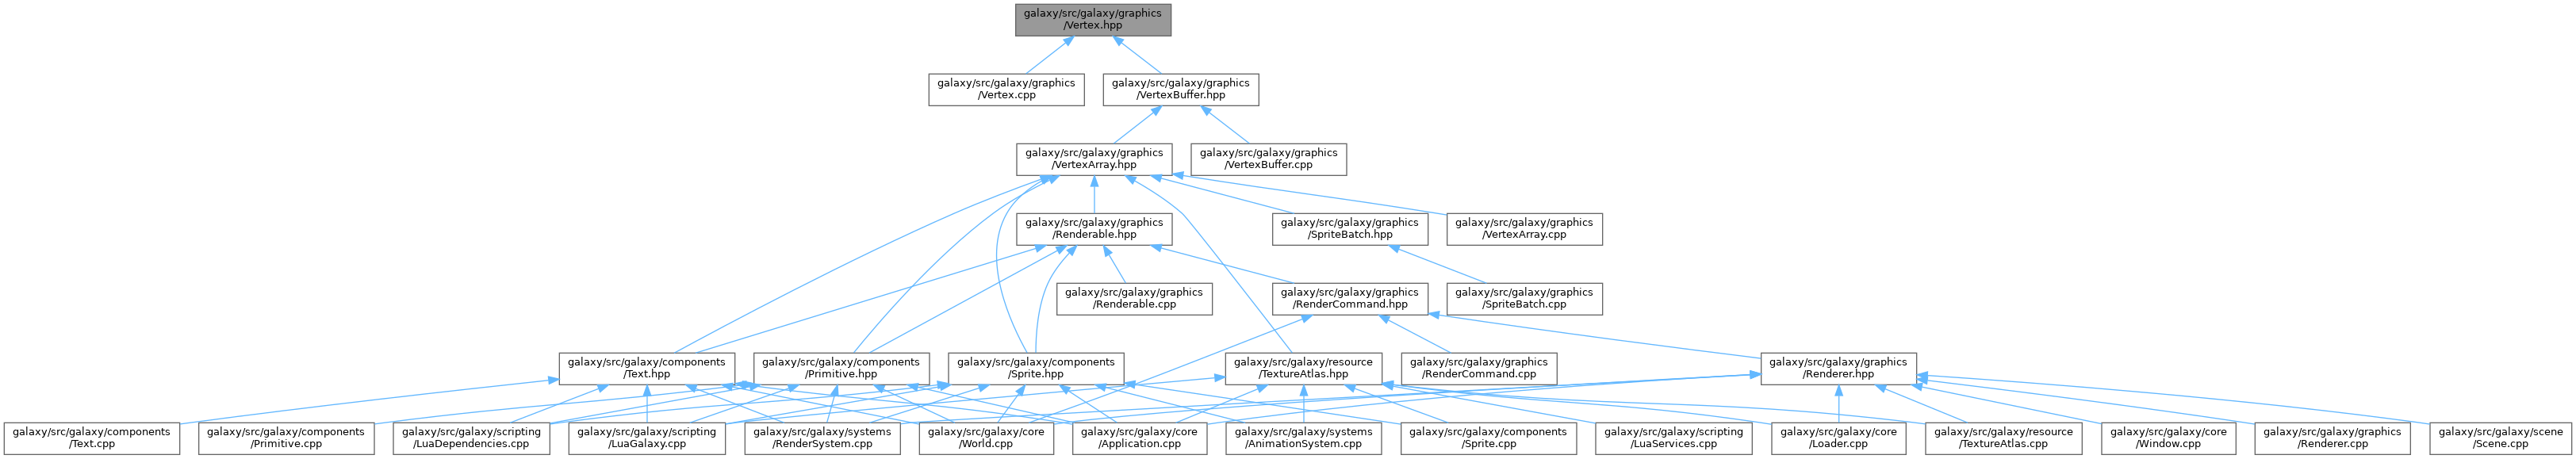 galaxy/src/galaxy/graphics
/Vertex.hpp
galaxy/src/galaxy/graphics
/Vertex.cpp
galaxy/src/galaxy/graphics
/VertexBuffer.hpp
galaxy/src/galaxy/graphics
/VertexArray.hpp
galaxy/src/galaxy/graphics
/VertexBuffer.cpp
galaxy/src/galaxy/graphics
/Renderable.hpp
galaxy/src/galaxy/graphics
/SpriteBatch.hpp
galaxy/src/galaxy/graphics
/VertexArray.cpp
galaxy/src/galaxy/graphics
/Renderable.cpp
galaxy/src/galaxy/graphics
/RenderCommand.hpp
galaxy/src/galaxy/graphics
/SpriteBatch.cpp
galaxy/src/galaxy/components
/Text.hpp
galaxy/src/galaxy/components
/Primitive.hpp
galaxy/src/galaxy/components
/Sprite.hpp
galaxy/src/galaxy/resource
/TextureAtlas.hpp
galaxy/src/galaxy/graphics
/RenderCommand.cpp
galaxy/src/galaxy/graphics
/Renderer.hpp
galaxy/src/galaxy/components
/Text.cpp
galaxy/src/galaxy/components
/Primitive.cpp
galaxy/src/galaxy/scripting
/LuaDependencies.cpp
galaxy/src/galaxy/scripting
/LuaGalaxy.cpp
galaxy/src/galaxy/systems
/RenderSystem.cpp
galaxy/src/galaxy/core
/World.cpp
galaxy/src/galaxy/core
/Application.cpp
galaxy/src/galaxy/systems
/AnimationSystem.cpp
galaxy/src/galaxy/components
/Sprite.cpp
galaxy/src/galaxy/scripting
/LuaServices.cpp
galaxy/src/galaxy/core
/Loader.cpp
galaxy/src/galaxy/resource
/TextureAtlas.cpp
galaxy/src/galaxy/core
/Window.cpp
galaxy/src/galaxy/graphics
/Renderer.cpp
galaxy/src/galaxy/scene
/Scene.cpp